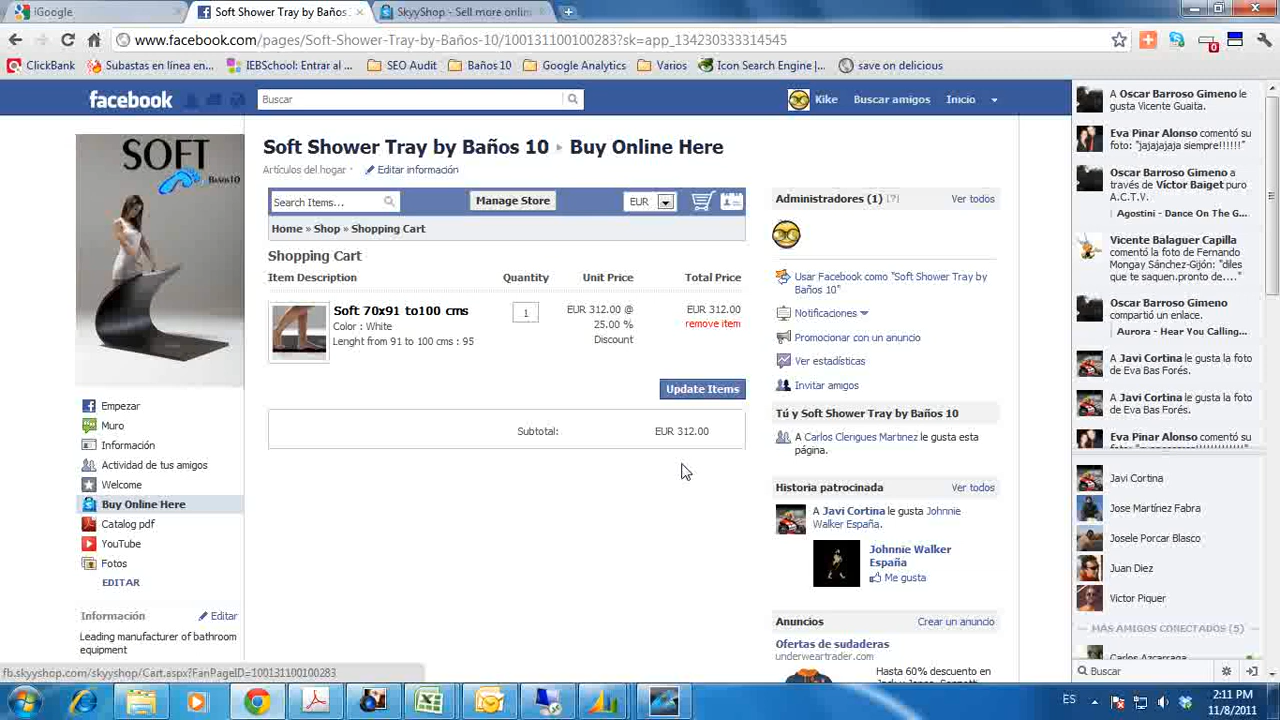 iGoogle
Soft Shower Tray by Baños
SkyyShop - Sell more onlin
www.facebook.com/pages/Soft-Shower-Tray-by-Baños-10/100131100100283?sk=app_134230333314545
ClickBank
Subastas en línea en...
IEBSchool: Entrar al ...
SEO Audit
Baños 10
Google Analytics
Varios
Icon Search Engine |...
save on delicious
facebook
Buscar
Kike
Buscar amigos
Inicio
SOFT
Baños10
Soft Shower Tray by Baños 10 ▸ Buy Online Here
Artículos del hogar · Editar información
Search Items...
Manage Store
EUR
Home » Shop » Shopping Cart
Shopping Cart
Item Description Quantity Unit Price Total Price
Soft 70x91 to100 cms
Color : White
Lenght from 91 to 100 cms : 95
1
EUR 312.00 @
25.00 %
Discount
EUR 312.00
remove item
Update Items
Subtotal: EUR 312.00
Empezar
Muro
Información
Actividad de tus amigos
Welcome
Buy Online Here
Catalog pdf
YouTube
Fotos
EDITAR
Información Editar
Leading manufacturer of bathroom
equipment
fb.skyyshop.com/skyyshop/Cart.aspx?FanPageID=100131100100283
Administradores (1) [?] Ver todos
Usar Facebook como "Soft Shower Tray by
Baños 10"
Notificaciones
Promocionar con un anuncio
Ver estadísticas
Invitar amigos
Tú y Soft Shower Tray by Baños 10
A Carlos Clerigues Martinez le gusta esta
página.
Historia patrocinada Ver todos
A Javi Cortina le gusta Johnnie
Walker España.
Johnnie Walker
España
Me gusta
Anuncios Crear un anuncio
Ofertas de sudaderas
underweartrader.com
Hasta 60% descuento en
A Oscar Barroso Gimeno le
gusta Vicente Guaita.
Eva Pinar Alonso comentó su
foto: "jajajajaja siempre!!!!!!"
Oscar Barroso Gimeno a
través de Víctor Baiget puro
A.C.T.V.
Agostini - Dance On The G...
Vicente Balaguer Capilla
comentó la foto de Fernando
Mongay Sánchez-Gijón: "diles
que te saquen.pronto de..."
Oscar Barroso Gimeno
compartió un enlace.
Aurora - Hear You Calling...
A Javi Cortina le gusta la foto
de Eva Bas Forés.
A Javi Cortina le gusta la foto
de Eva Bas Forés.
Eva Pinar Alonso comentó su
Javi Cortina
Jose Martínez Fabra
Josele Porcar Blasco
Juan Diez
Victor Piquer
MÁS AMIGOS CONECTADOS (5)
Carlos Azcarraga
Buscar
ES
2:11 PM
11/8/2011